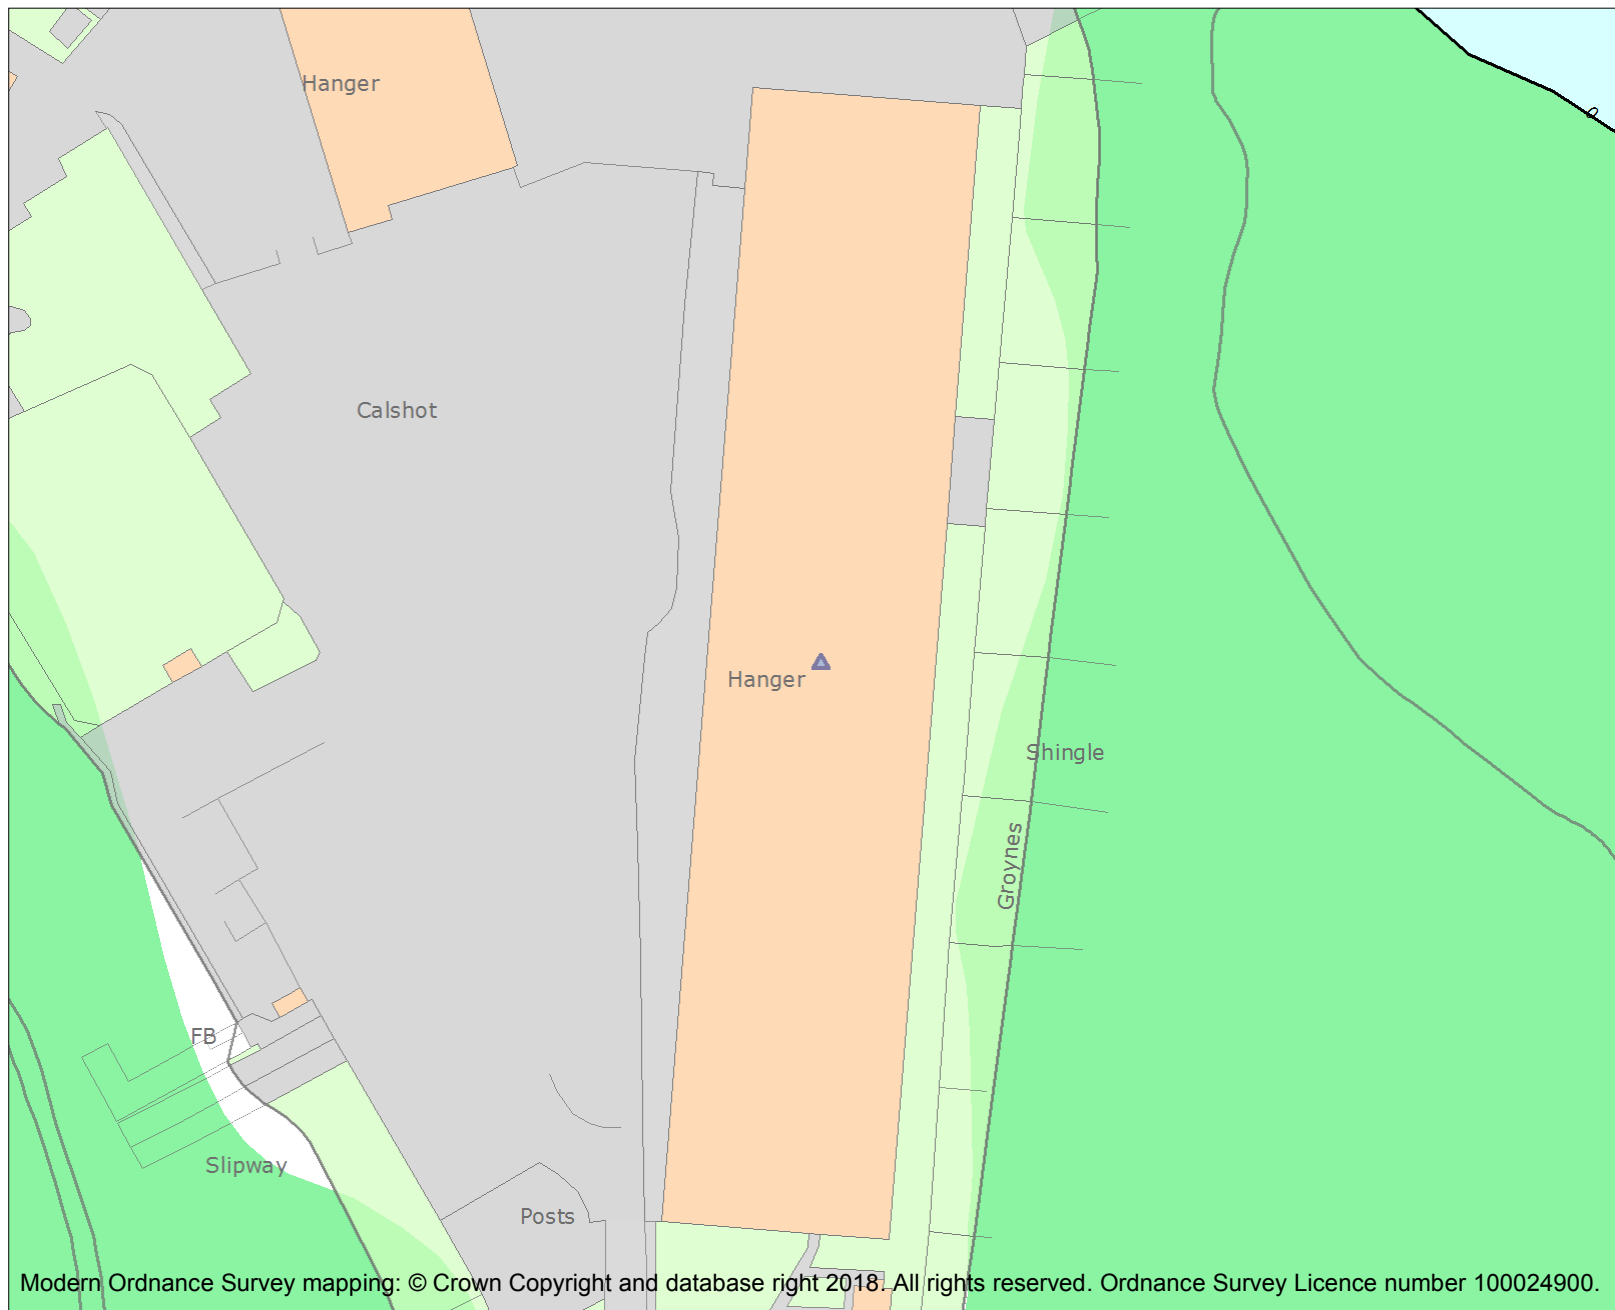 Hanger
Calshot
Hanger
Shingle
Groynes
FB
Slipway
Posts
Modern Ordnance Survey mapping: © Crown Copyright and database right 2018. All rights reserved. Ordnance Survey Licence number 100024900.